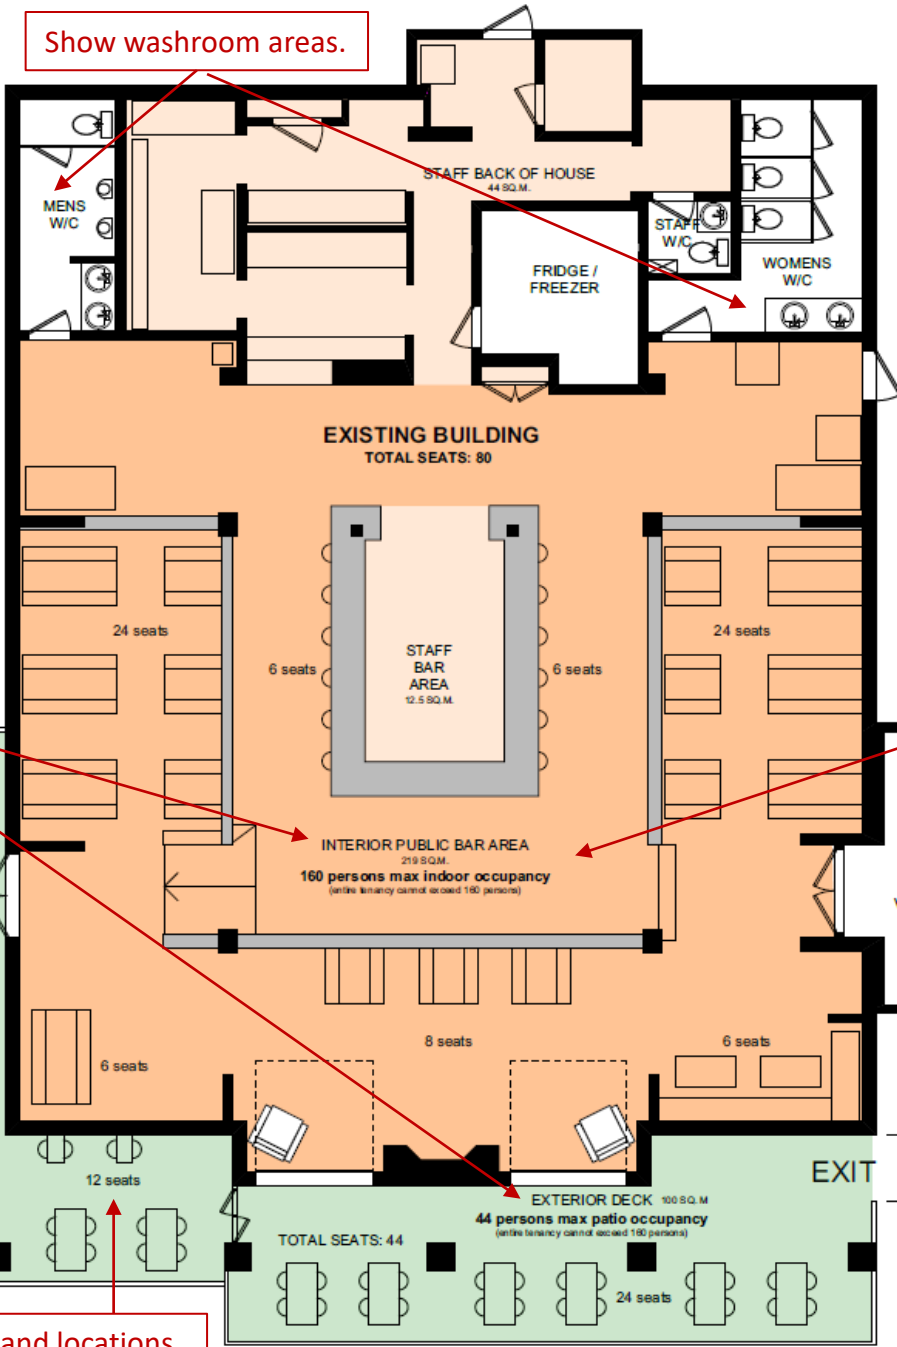 Show washroom areas.
STAFF BACK OF HOUSE
44 SQ.M.
MENS
W/C
STAFF
W/C
WOMENS
W/C
FRIDGE /
FREEZER
EXISTING BUILDING
TOTAL SEATS: 80
24 seats
24 seats
6 seats
STAFF
BAR
AREA
12.5 SQ.M.
6 seats
INTERIOR PUBLIC BAR AREA
219 SQ.M.
160 persons max indoor occupancy
(entire tenancy cannot exceed 160 persons)
8 seats
6 seats
6 seats
12 seats
EXIT
EXTERIOR DECK 100 SQ.M
44 persons max patio occupancy
(entire tenancy cannot exceed 160 persons)
TOTAL SEATS: 44
24 seats
and locations